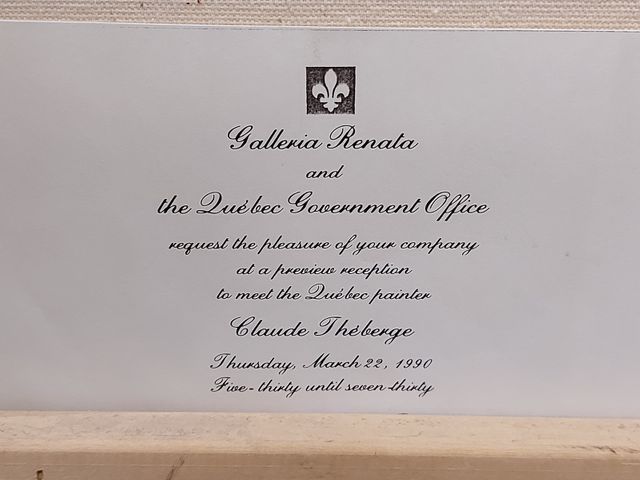 Galleria Renata
and
the Québec Government Office
request the pleasure of your company
at a preview reception
to meet the Québec painter
Claude Théberge
Thursday, March 22, 1990
Five-thirty until seven-thirty